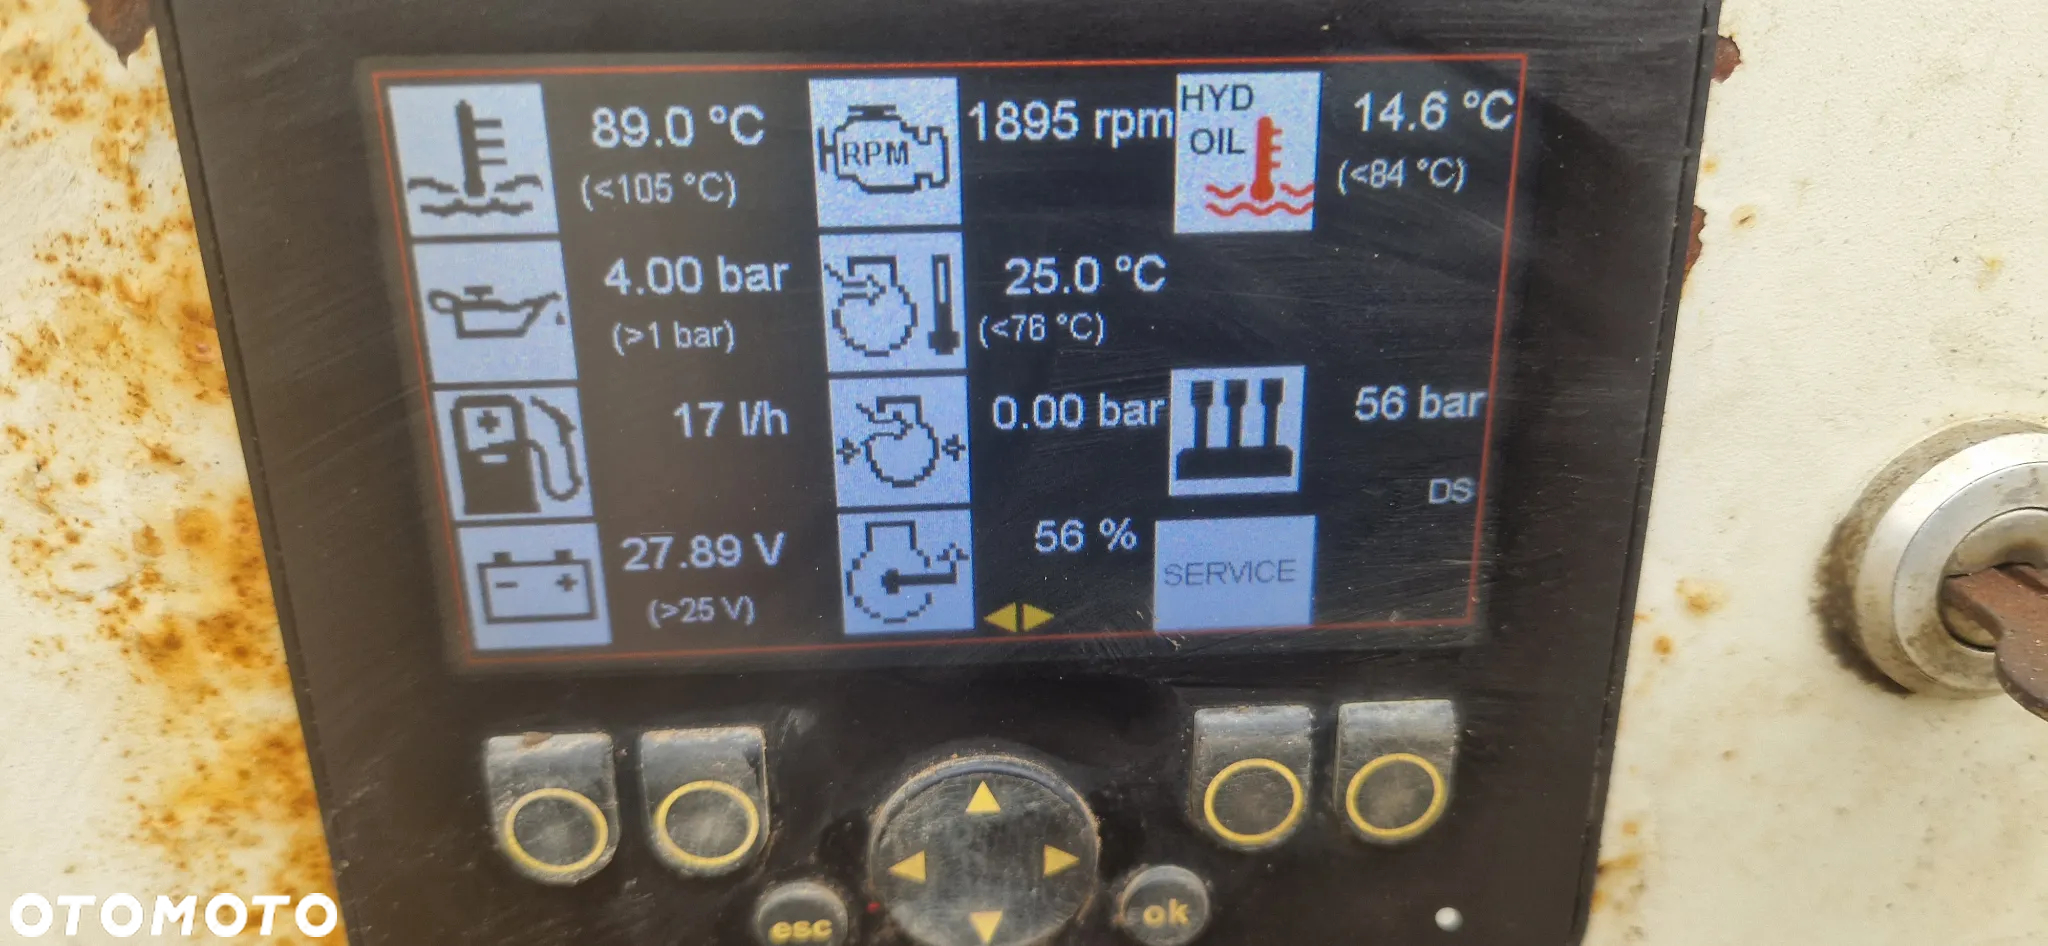 89.0 °C
(<105 °C)
RPM
1895 rpm
HYD
OIL
14.6 °C
(<84 °C)
4.00 bar
(>1 bar)
25.0 °C
(<76 °C)
17 l/h
0.00 bar
56 bar
DS
27.89 V
(>25 V)
56 %
SERVICE
esc
ok
OTOMOTO